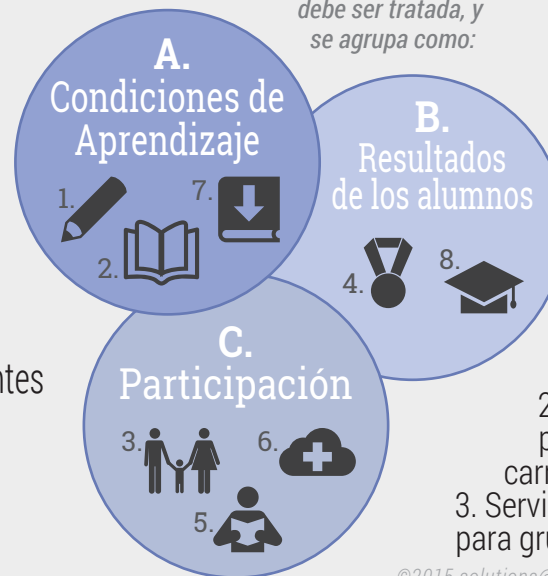 debe ser tratada, y
se agrupa como:
A.
Condiciones de
Aprendizaje
1.
7.
2.
B.
Resultados
de los alumnos
4.
8.
C.
Participación
3.
6.
5.
3. Servi
para gru